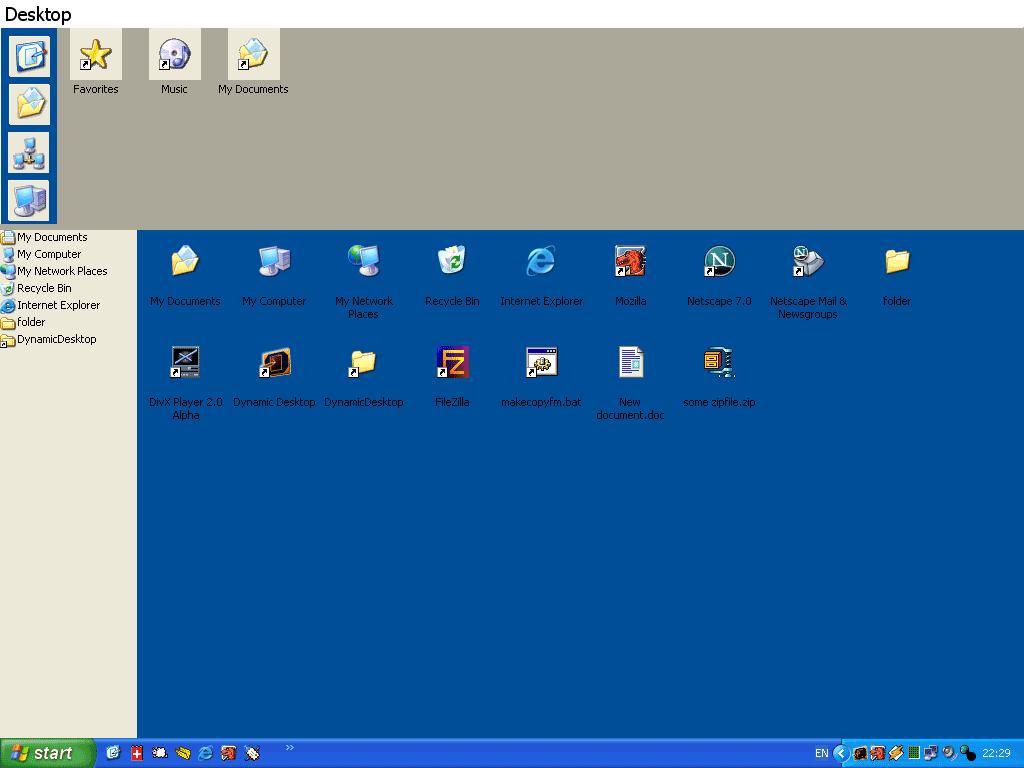 Desktop
Favorites
Music
My Documents
My Documents
My Computer
My Network Places
Recycle Bin
Internet Explorer
folder
DynamicDesktop
My Documents
My Computer
My Network
Places
Recycle Bin
Internet Explorer
Mozilla
Netscape 7.0
Netscape Mail &
Newsgroups
folder
DivX Player 2.0
Alpha
Dynamic Desktop
DynamicDesktop
FileZilla
makecopyfm.bat
New
document.doc
some zipfile.zip
start
EN
22:29